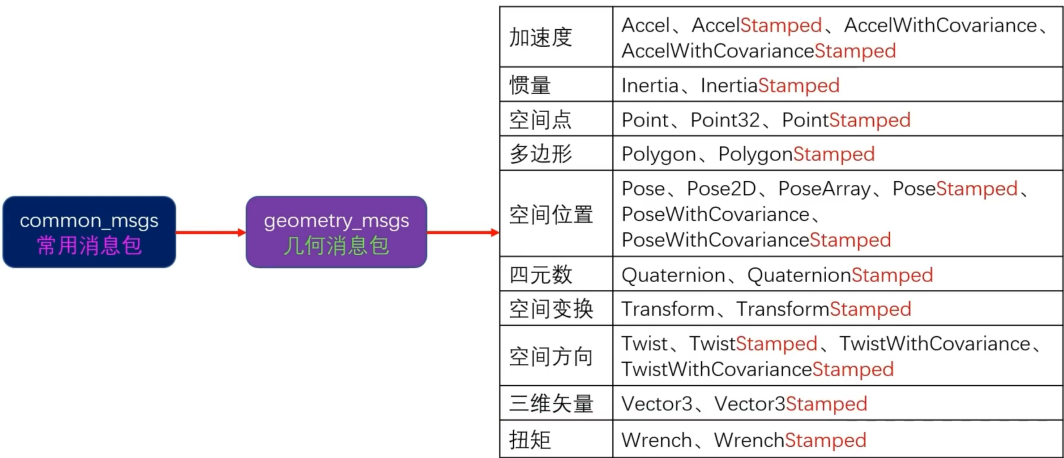 common_msgs
常用消息包
geometry_msgs
几何消息包
加速度
Accel、AccelStamped、AccelWithCovariance、
AccelWithCovarianceStamped
惯量
Inertia、InertiaStamped
空间点
Point、Point32、PointStamped
多边形
Polygon、PolygonStamped
空间位置
Pose、Pose2D、PoseArray、PoseStamped、
PoseWithCovariance、
PoseWithCovarianceStamped
四元数
Quaternion、QuaternionStamped
空间变换
Transform、TransformStamped
空间方向
Twist、TwistStamped、TwistWithCovariance、
TwistWithCovarianceStamped
三维矢量
Vector3、Vector3Stamped
扭矩
Wrench、WrenchStamped